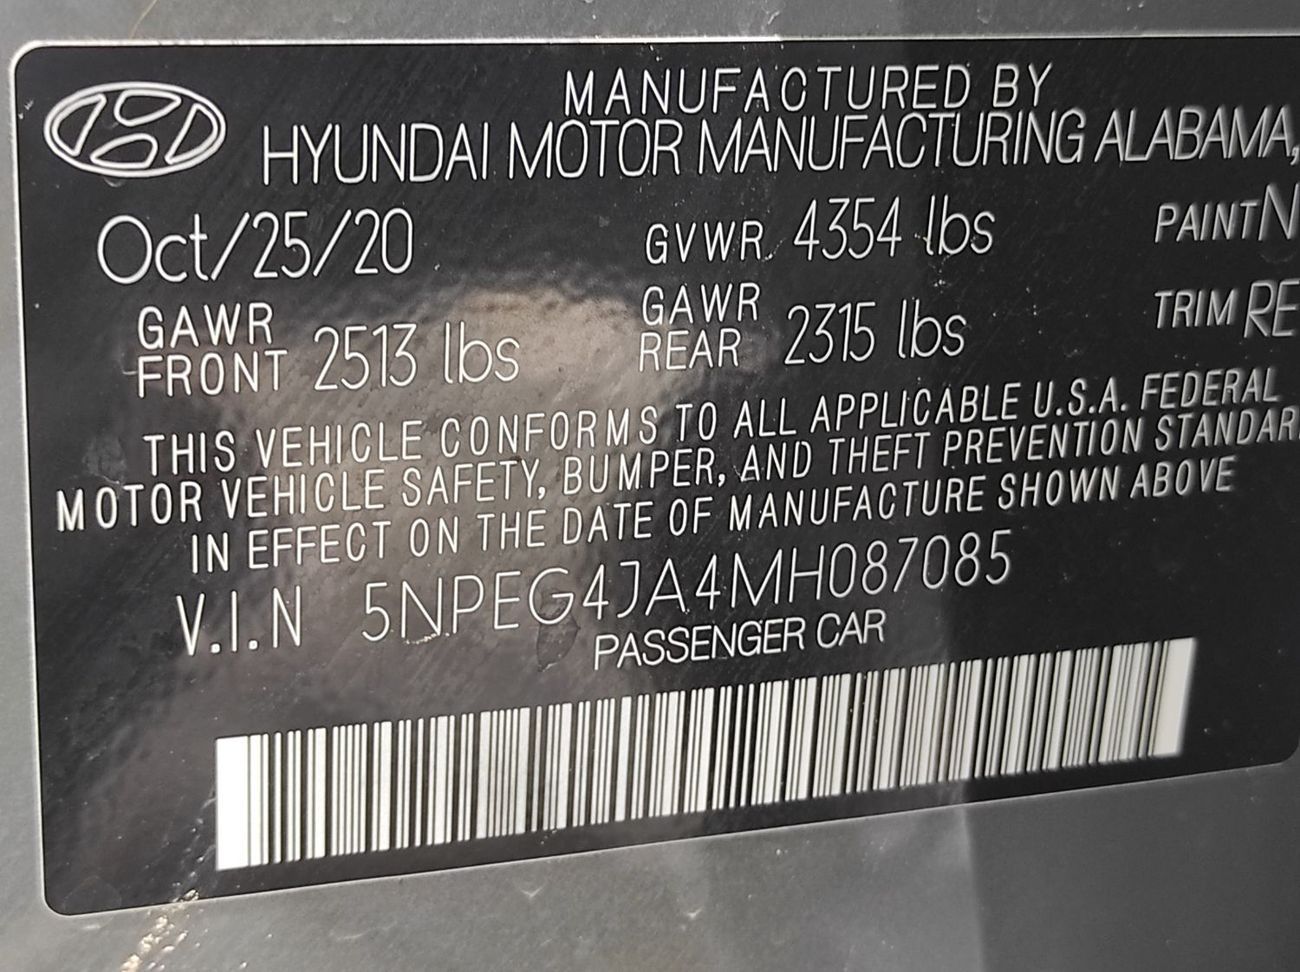 MANUFACTURED BY
HYUNDAI MOTOR MANUFACTURING ALABAMA,
Oct/25/20 GVWR 4354 lbs PAINT N
GAWR FRONT 2513 lbs GAWR REAR 2315 lbs TRIM RE
THIS VEHICLE CONFORMS TO ALL APPLICABLE U.S.A. FEDERAL
MOTOR VEHICLE SAFETY, BUMPER, AND THEFT PREVENTION STANDAR
IN EFFECT ON THE DATE OF MANUFACTURE SHOWN ABOVE
V.I.N 5NPEG4JA4MH087085
PASSENGER CAR